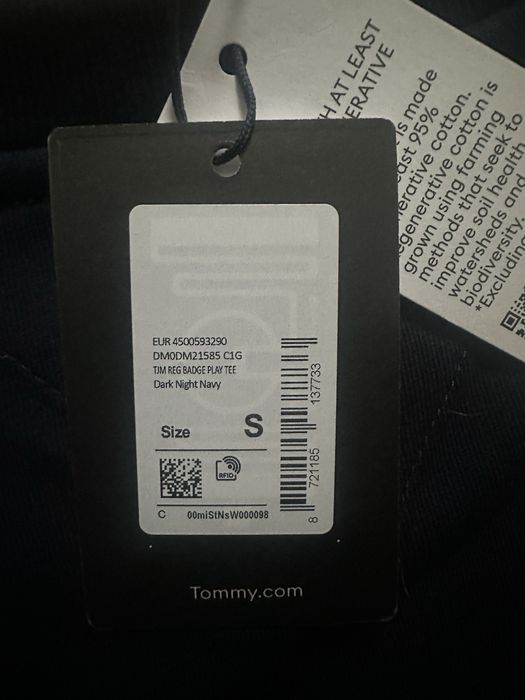 H AT LEAST
ERATIVE
is made
ast 95%
erative cotton.
egenerative cotton is
grown using farming
methods that seek to
improve soil health,
watersheds and
biodiversity.
*Excluding
EUR 4500593290
DM0DM21585 C1G
TJM REG BADGE PLAY TEE
Dark Night Navy
Size S
RFID
C 00miStNsW000098
8 721185 137733
Tommy.com